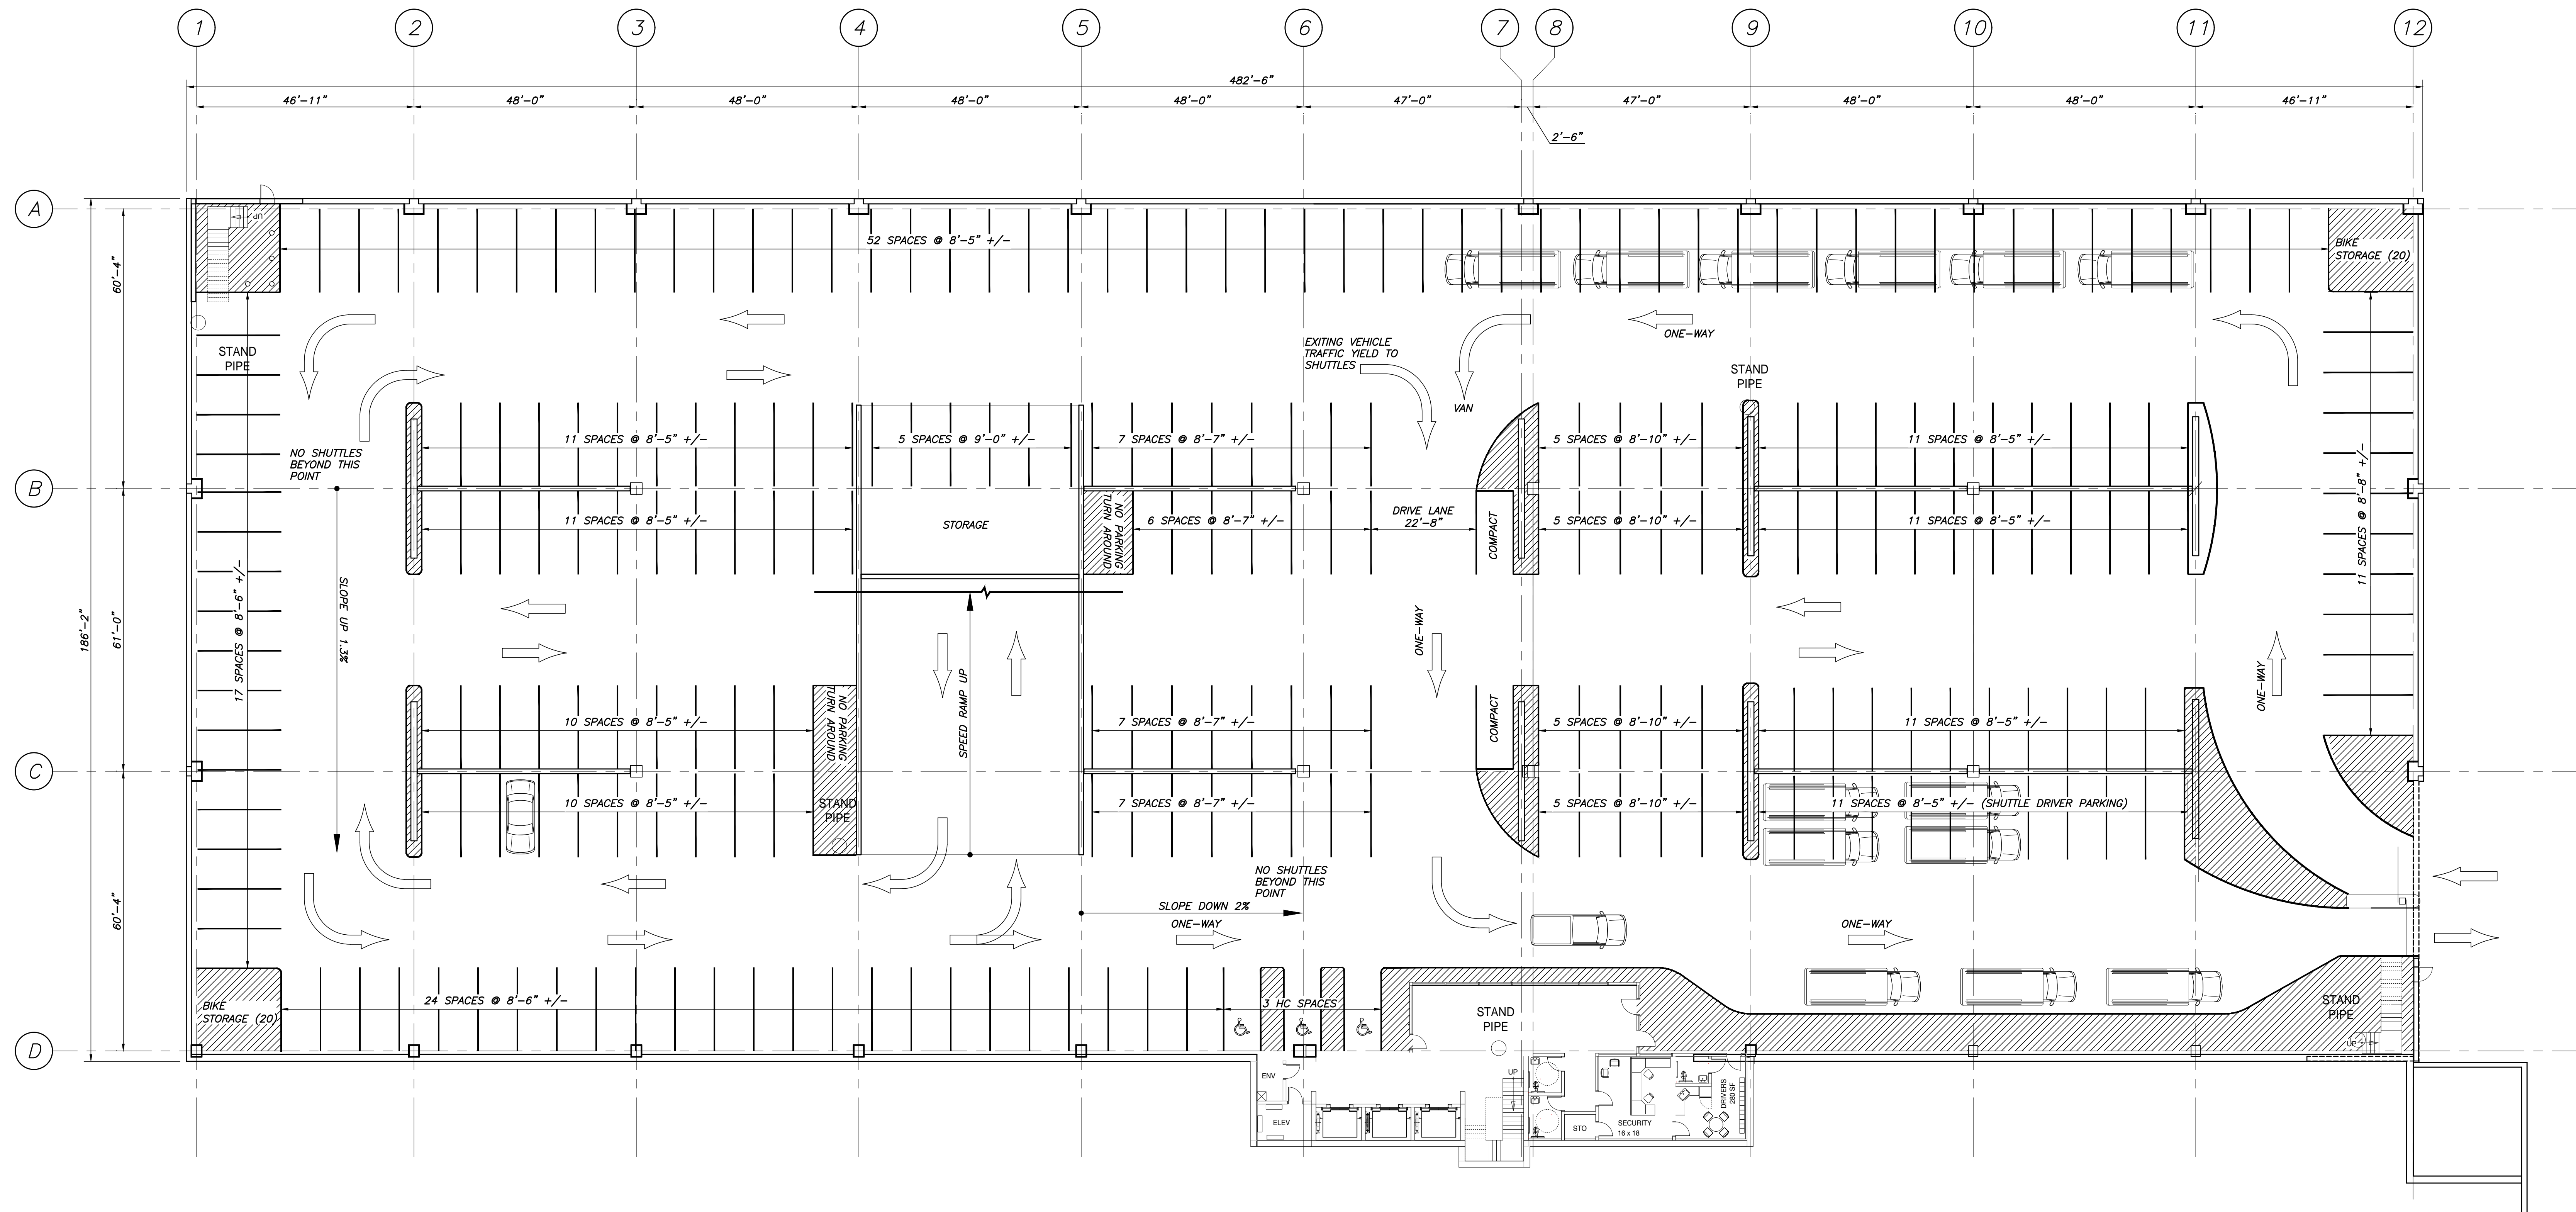 1 2 3 4 5 6 7 8 9 10 11 12
482'-6"
46'-11" 48'-0" 48'-0" 48'-0" 48'-0" 47'-0" 47'-0" 48'-0" 48'-0" 46'-11"
2'-6"
A
B
C
D
186'-2"
60'-4"
61'-0"
60'-4"
UP
52 SPACES @ 8'-5" +/-
BIKE
STORAGE (20)
STAND
PIPE
ONE-WAY
EXITING VEHICLE
TRAFFIC YIELD TO
SHUTTLES
VAN
STAND
PIPE
NO SHUTTLES
BEYOND THIS
POINT
11 SPACES @ 8'-5" +/-
5 SPACES @ 9'-0" +/-
7 SPACES @ 8'-7" +/-
5 SPACES @ 8'-10" +/-
11 SPACES @ 8'-5" +/-
11 SPACES @ 8'-5" +/-
STORAGE
NO PARKING
TURN AROUND
6 SPACES @ 8'-7" +/-
DRIVE LANE
22'-8"
COMPACT
5 SPACES @ 8'-10" +/-
11 SPACES @ 8'-5" +/-
11 SPACES @ 8'-8" +/-
17 SPACES @ 8'-6" +/-
SLOPE UP 1.3%
ONE-WAY
ONE-WAY
10 SPACES @ 8'-5" +/-
NO PARKING
TURN AROUND
SPEED RAMP UP
7 SPACES @ 8'-7" +/-
COMPACT
5 SPACES @ 8'-10" +/-
11 SPACES @ 8'-5" +/-
10 SPACES @ 8'-5" +/-
STAND
PIPE
7 SPACES @ 8'-7" +/-
5 SPACES @ 8'-10" +/-
11 SPACES @ 8'-5" +/- (SHUTTLE DRIVER PARKING)
NO SHUTTLES
BEYOND THIS
POINT
SLOPE DOWN 2%
ONE-WAY
ONE-WAY
BIKE
STORAGE (20)
24 SPACES @ 8'-6" +/-
3 HC SPACES
STAND
PIPE
STAND
PIPE
UP
ENV
ELEV
UP
STO
SECURITY
16 x 18
DRIVERS
280 SF